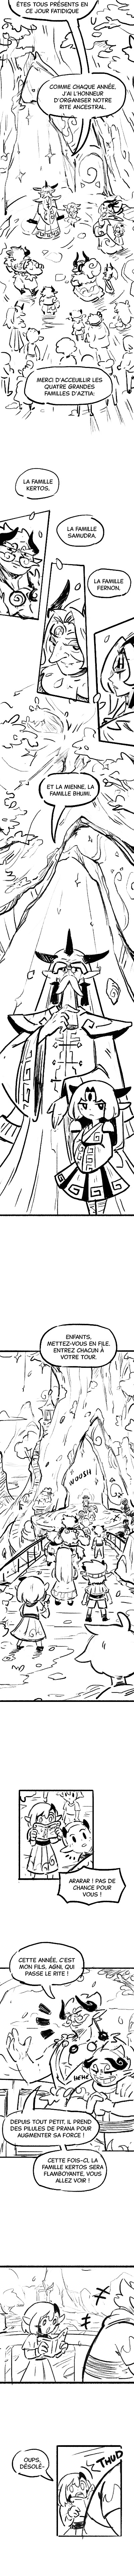 ÊTES TOUS PRÉSENTS EN
CE JOUR FATIDIQUE
COMME CHAQUE ANNÉE,
J'AI L'HONNEUR
D'ORGANISER NOTRE
RITE ANCESTRAL.
MERCI D'ACCEUILLIR LES
QUATRE GRANDES
FAMILLES D'AZTIA:
LA FAMILLE
KERTOS,
LA FAMILLE
SAMUDRA,
LA FAMILLE
FERNON,
ET LA MIENNE, LA
FAMILLE BHUMI.
ENFANTS,
METTEZ-VOUS EN FILE.
ENTREZ CHACUN À
VOTRE TOUR.
WOOSH
ARARAR ! PAS DE
CHANCE POUR
VOUS !
CETTE ANNÉE, C'EST
MON FILS, AGNI, QUI
PASSE LE RITE !
HEHE
DEPUIS TOUT PETIT, IL PREND
DES PILULES DE PRANA POUR
AUGMENTER SA FORCE !
CETTE FOIS-CI, LA
FAMILLE KERTOS SERA
FLAMBOYANTE, VOUS
ALLEZ VOIR !
THUD
OUPS,
DÉSOLÉ-